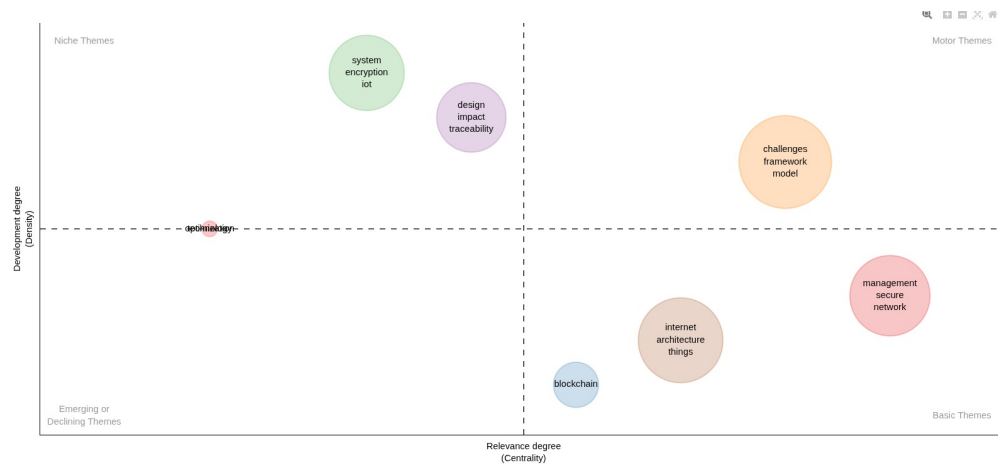 Niche Themes
Motor Themes
system
encryption
iot
design
impact
traceability
challenges
framework
model
Development degree
(Density)
management
secure
network
internet
architecture
things
blockchain
Emerging or
Declining Themes
Basic Themes
Relevance degree
(Centrality)